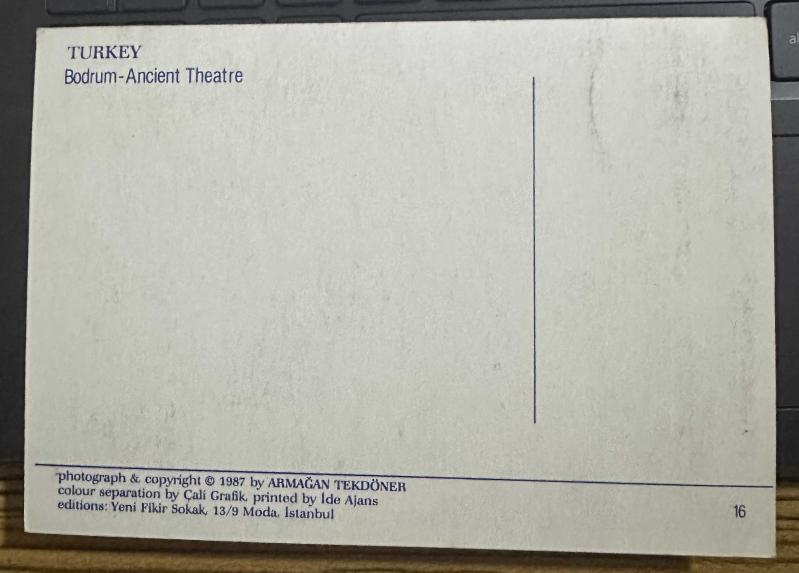 TURKEY
Bodrum-Ancient Theatre
photograph & copyright © 1987 by ARMAĞAN TEKDÖNER
colour separation by Çali Grafik, printed by İde Ajans
editions: Yeni Fikir Sokak, 13/9 Moda, İstanbul
16